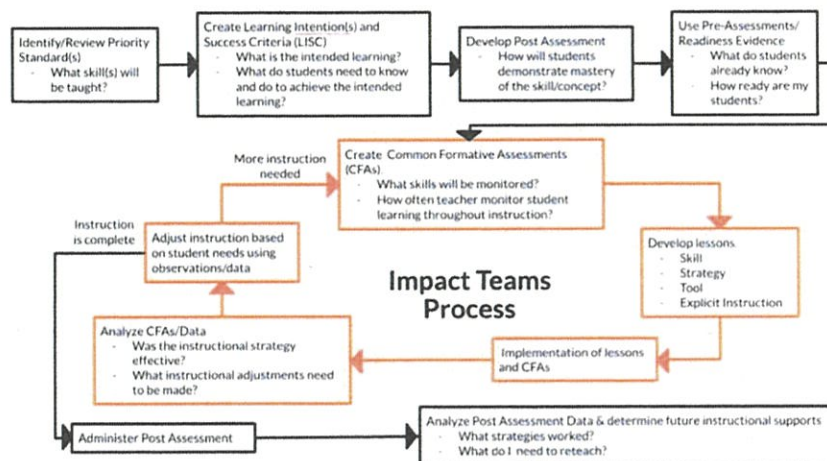 Identify/Review Priority
Standard(s)
- What skill(s) will
be taught?
Create Learning Intention(s) and
Success Criteria (LISC)
- What is the intended learning?
- What do students need to know
and do to achieve the intended
learning?
Develop Post Assessment
- How will students
demonstrate mastery
of the skill/concept?
Use Pre-Assessments/
Readiness Evidence
- What do students
already know?
- How ready are my
students?
More instruction
needed
Create Common Formative Assessments
(CFAs)
- What skills will be monitored?
- How often teacher monitor student
learning throughout instruction?
Instruction
is complete
Adjust instruction based
on student needs using
observations/data
Develop lessons
- Skill
- Strategy
- Tool
- Explicit Instruction
Impact Teams
Process
Analyze CFAs/Data
- Was the instructional strategy
effective?
- What instructional adjustments need
to be made?
Implementation of lessons
and CFAs
Administer Post Assessment
Analyze Post Assessment Data & determine future instructional supports
- What strategies worked?
- What do I need to reteach?